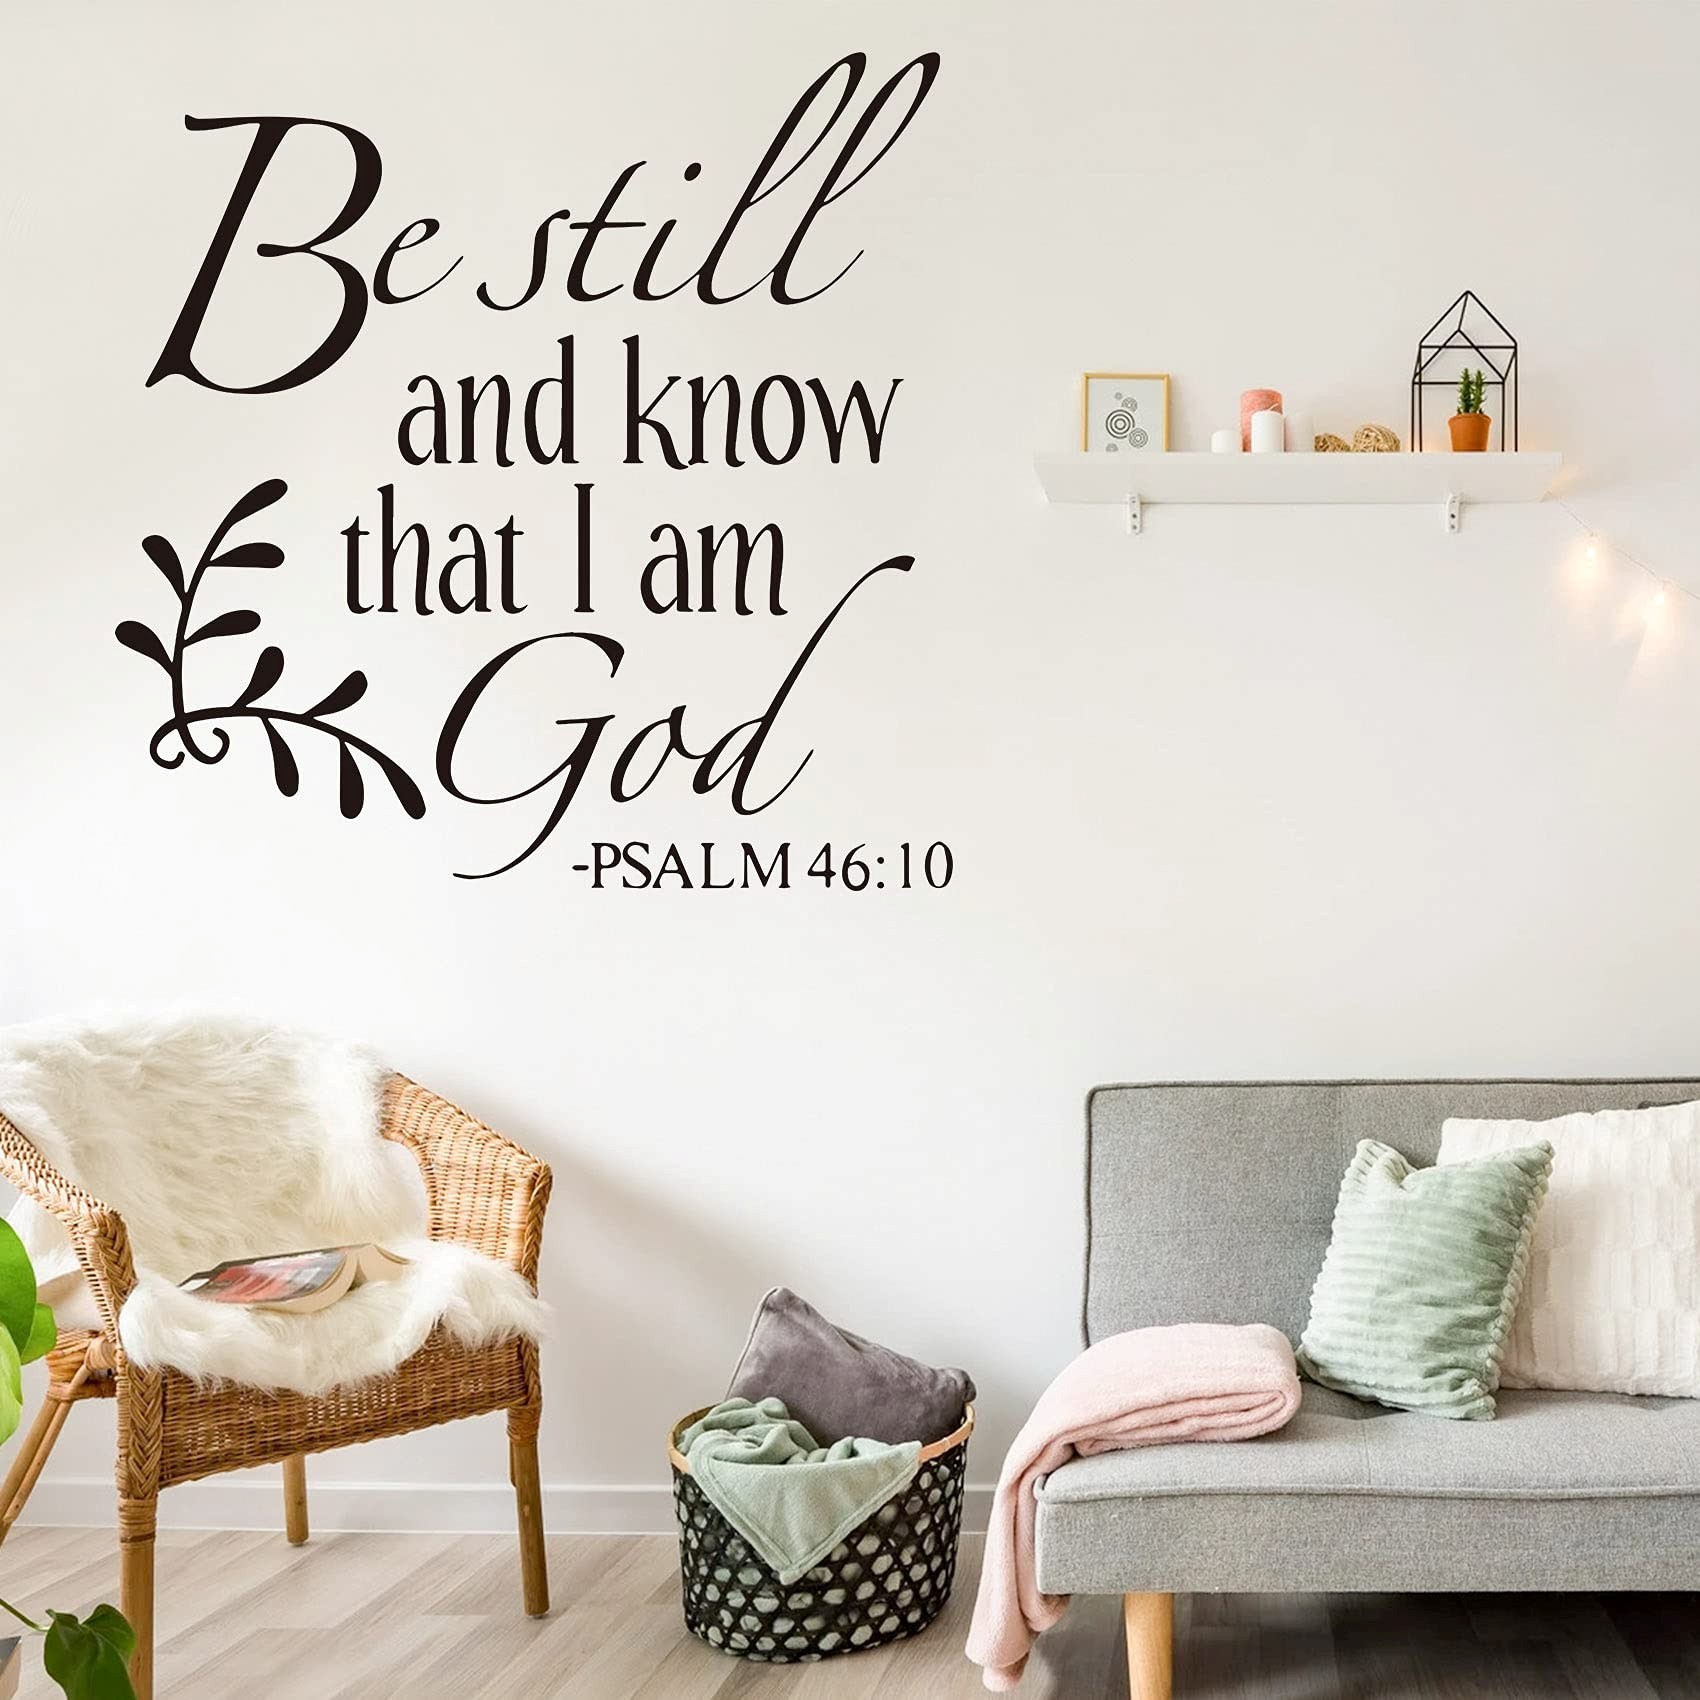 Be still
and know
that I am
God
-PSALM 46:10